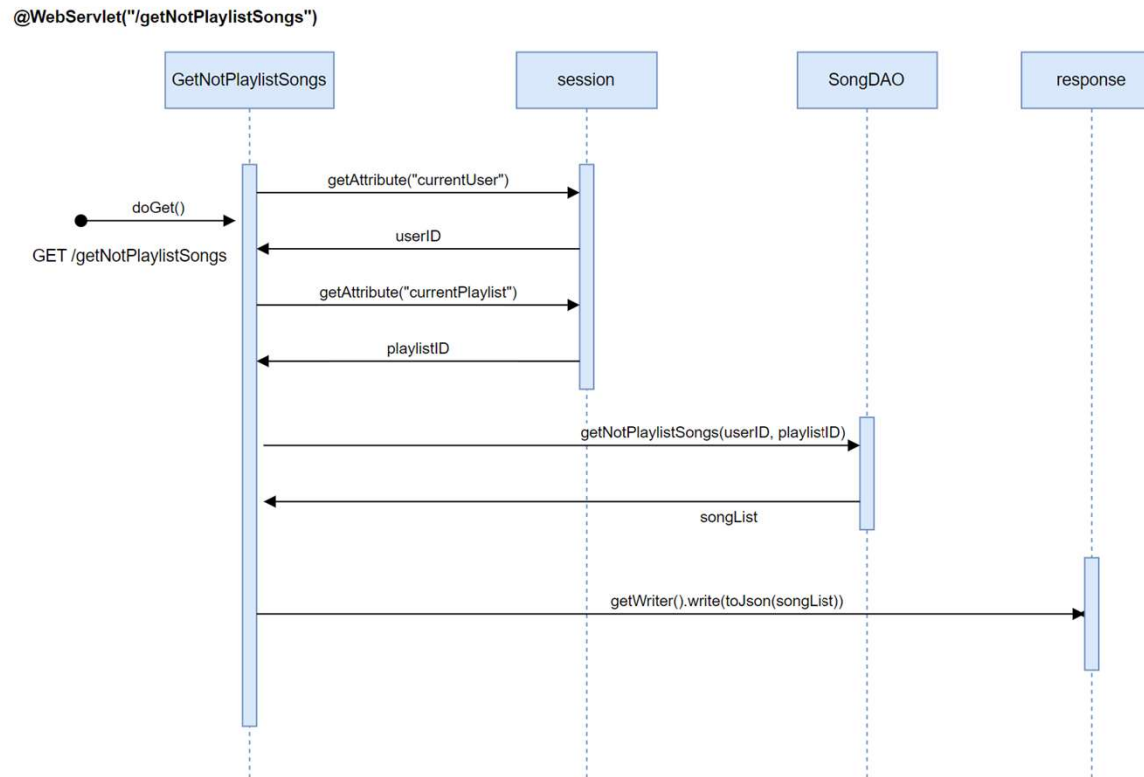 @WebServlet("/getNotPlaylistSongs")
GetNotPlaylistSongs
session
SongDAO
response
getAttribute("currentUser")
doGet()
userID
GET /getNotPlaylistSongs
getAttribute("currentPlaylist")
playlistID
getNotPlaylistSongs(userID, playlistID)
songList
getWriter().write(toJson(songList))